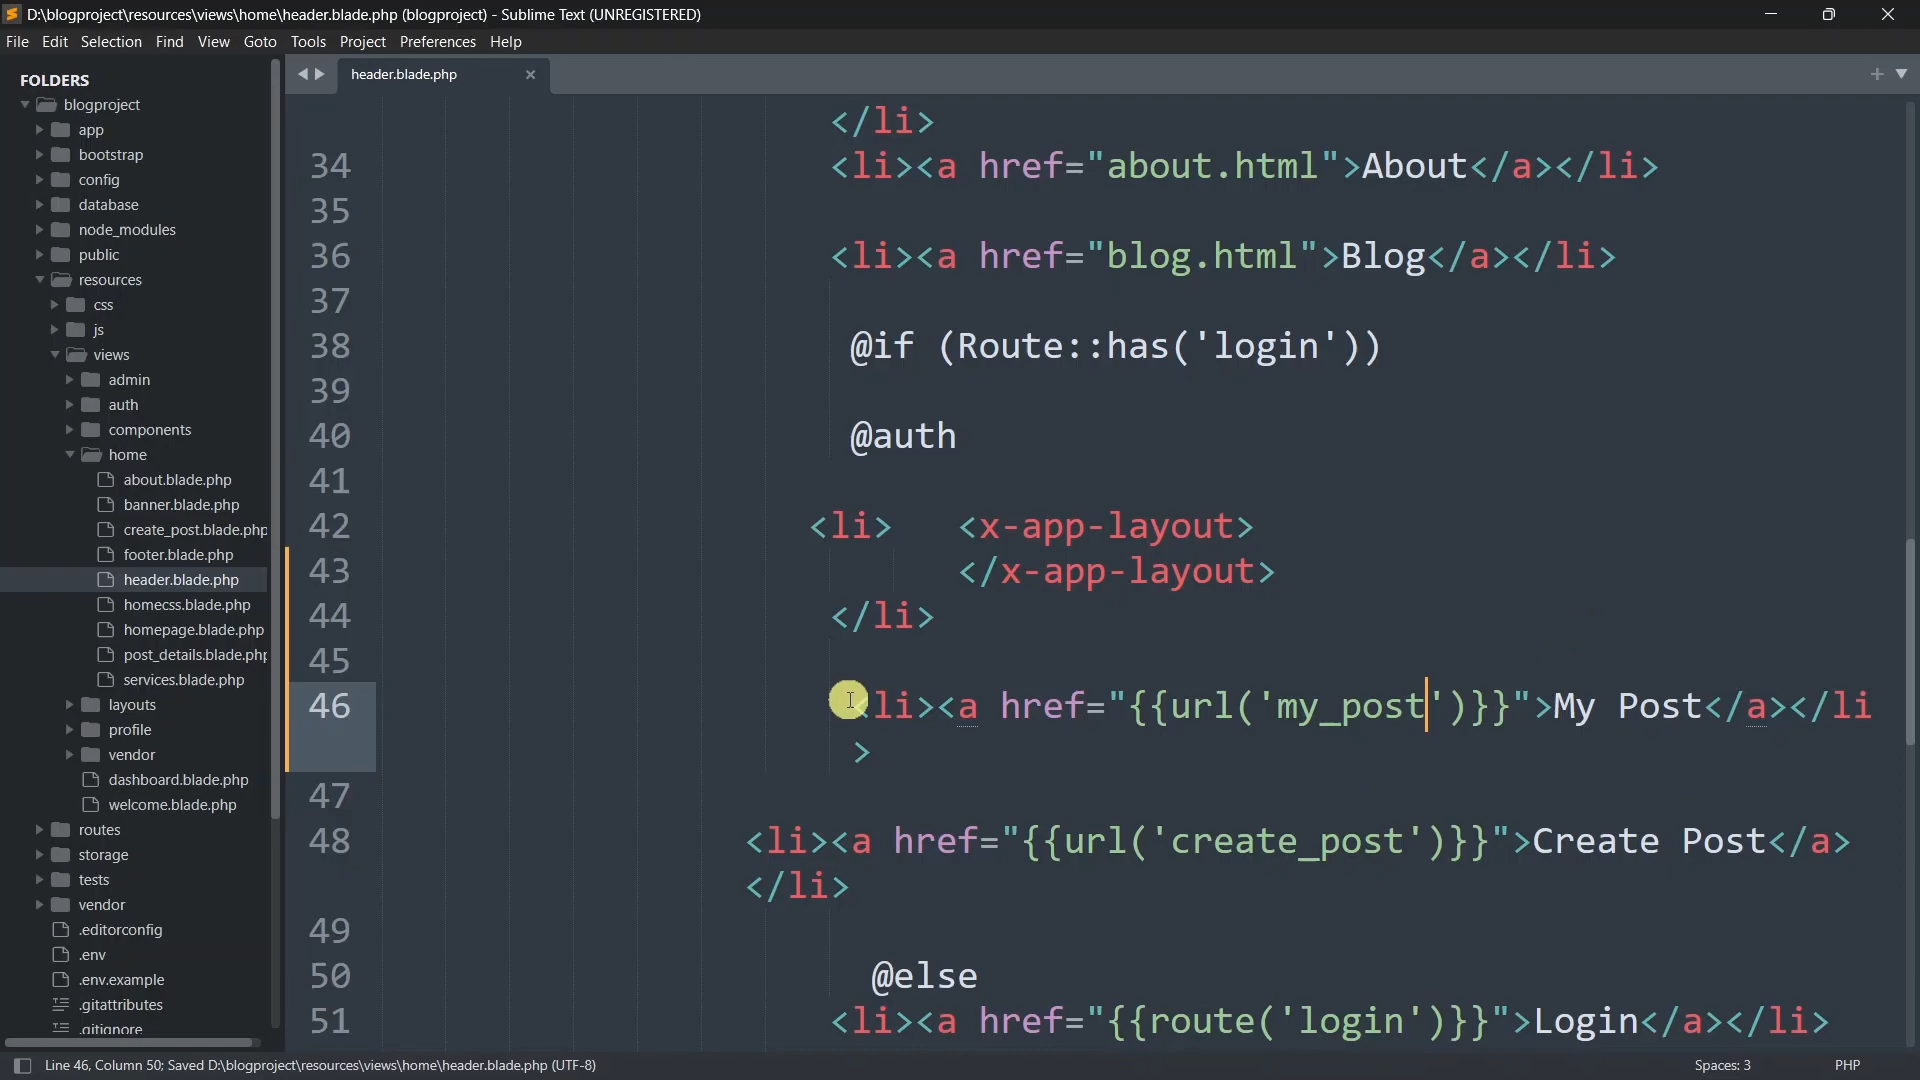 D:\blogproject\resources\views\home\header.blade.php (blogproject) - Sublime Text (UNREGISTERED)
File Edit Selection Find View Goto Tools Project Preferences Help
FOLDERS
blogproject
app
bootstrap
config
database
node_modules
public
resources
css
js
views
admin
auth
components
home
about.blade.php
banner.blade.php
create_post.blade.php
footer.blade.php
header.blade.php
homecss.blade.php
homepage.blade.php
post_details.blade.php
services.blade.php
layouts
profile
vendor
dashboard.blade.php
welcome.blade.php
routes
storage
tests
vendor
.editorconfig
.env
.env.example
.gitattributes
.gitignore
header.blade.php
</li>
34 <li><a href="about.html">About</a></li>
35
36 <li><a href="blog.html">Blog</a></li>
37
38 @if (Route::has('login'))
39
40 @auth
41
42 <li> <x-app-layout>
43 </x-app-layout>
44 </li>
45
46 <li><a href="{{url('my_post')}}">My Post</a></li
>
47
48 <li><a href="{{url('create_post')}}">Create Post</a>
</li>
49
50 @else
51 <li><a href="{{route('login')}}">Login</a></li>
Line 46, Column 50; Saved D:\blogproject\resources\views\home\header.blade.php (UTF-8) Spaces: 3 PHP